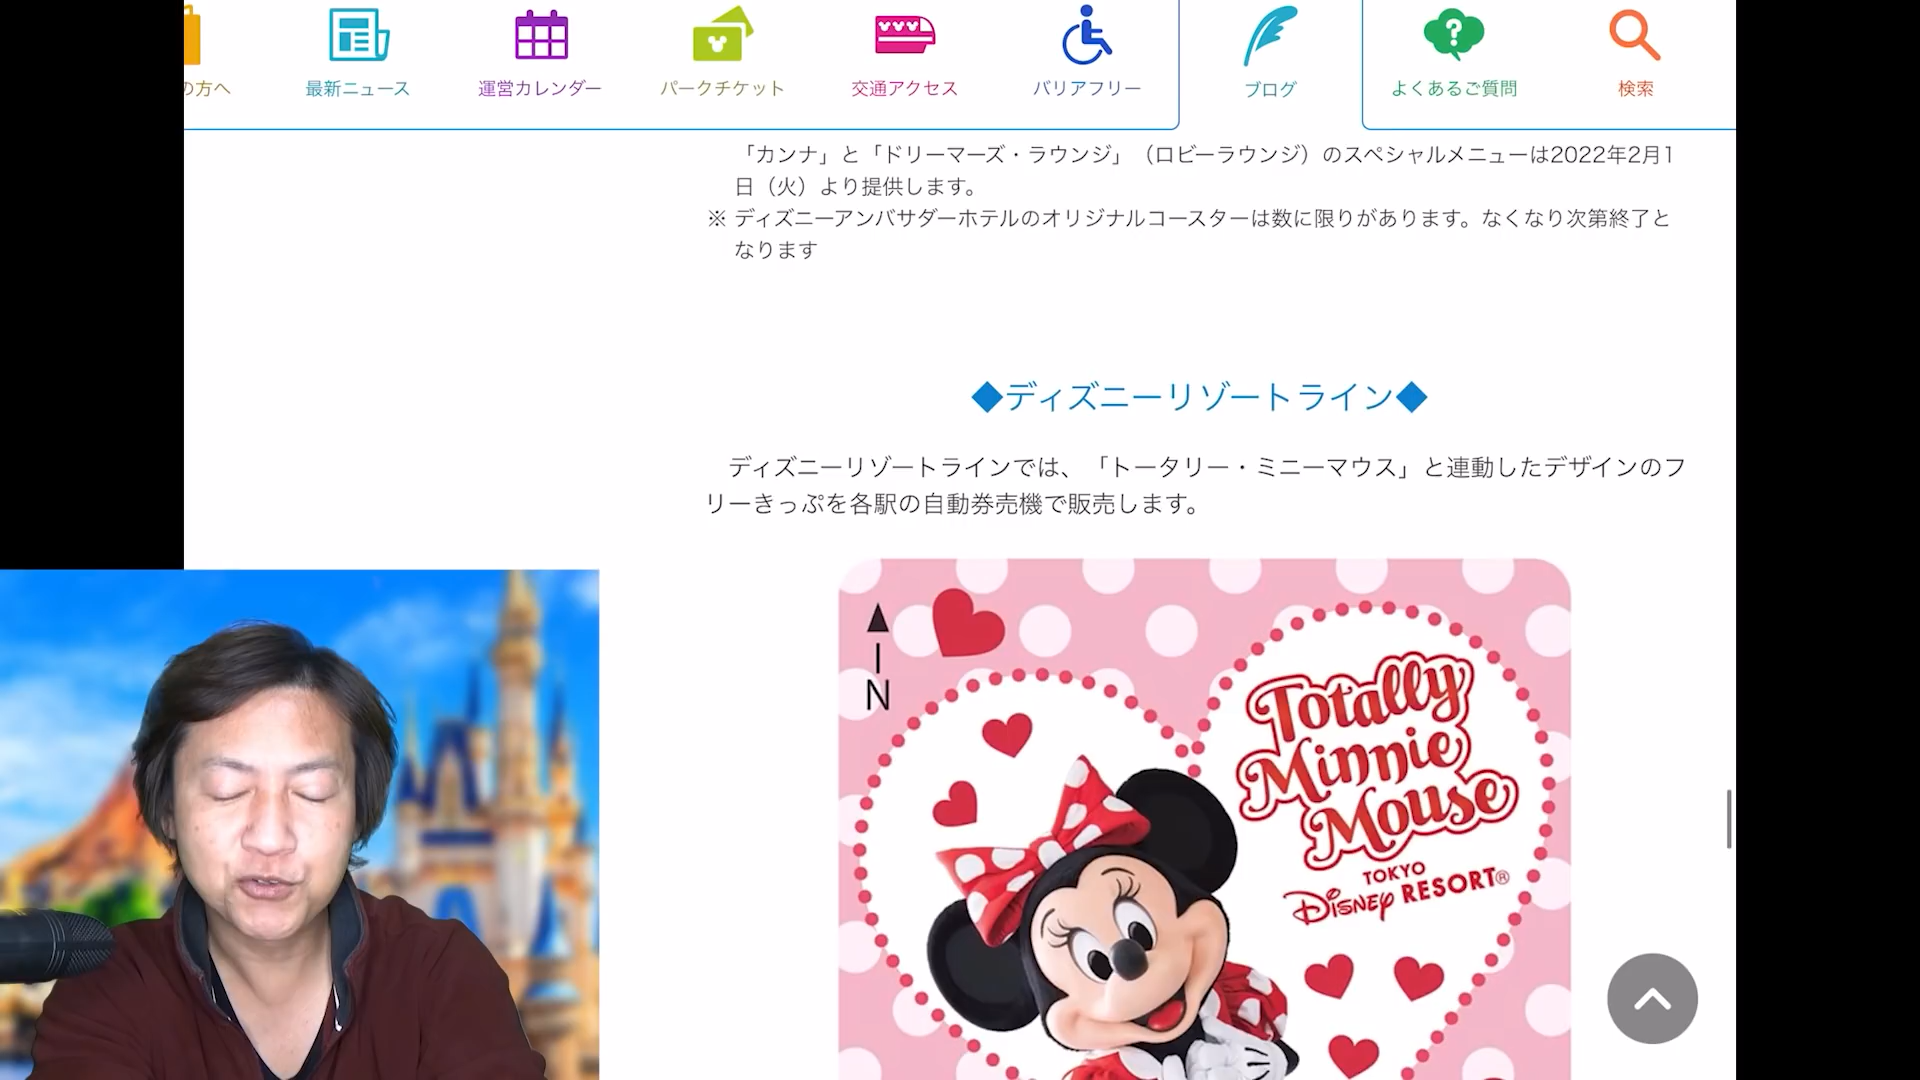 の方へ
最新ニュース
運営カレンダー
パークチケット
交通アクセス
バリアフリー
ブログ
よくあるご質問
検索
「カンナ」と「ドリーマーズ・ラウンジ」（ロビーラウンジ）のスペシャルメニューは2022年2月1
日（火）より提供します。
※ ディズニーアンバサダーホテルのオリジナルコースターは数に限りがあります。なくなり次第終了と
なります
◆ディズニーリゾートライン◆
ディズニーリゾートラインでは、「トータリー・ミニーマウス」と連動したデザインのフ
リーきっぷを各駅の自動券売機で販売します。
▲
IN
Totally
Minnie
Mouse
TOKYO
Disney RESORT®